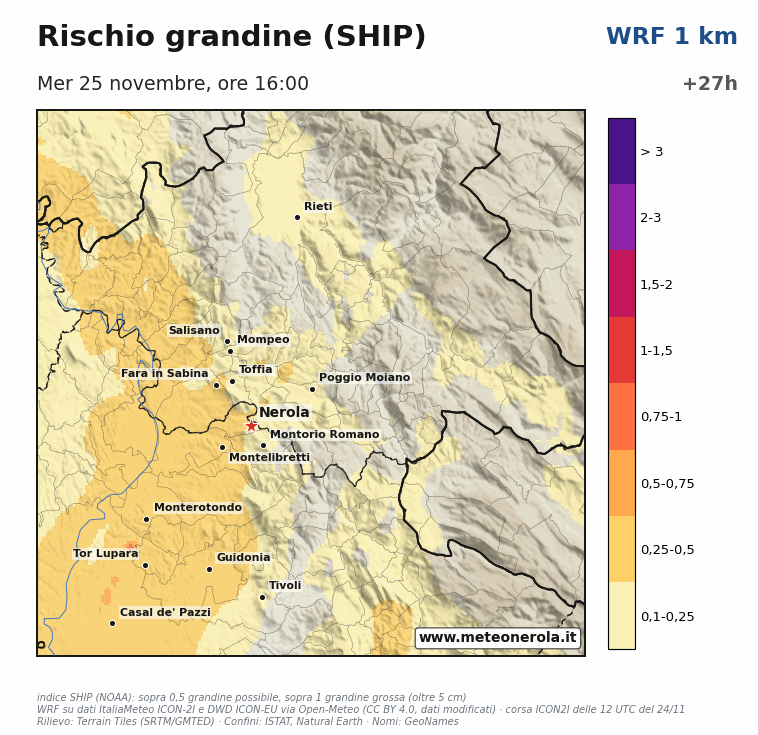 Rischio grandine (SHIP)
WRF 1 km
Mer 25 novembre, ore 16:00
+27h
Rieti
Salisano
Mompeo
Fara in Sabina
Toffia
Poggio Moiano
Nerola
Montorio Romano
Montelibretti
Monterotondo
Tor Lupara
Guidonia
Tivoli
Casal de' Pazzi
www.meteonerola.it
> 3
2-3
1,5-2
1-1,5
0,75-1
0,5-0,75
0,25-0,5
0,1-0,25
indice SHIP (NOAA): sopra 0,5 grandine possibile, sopra 1 grandine grossa (oltre 5 cm)
WRF su dati ItaliaMeteo ICON-2I e DWD ICON-EU via Open-Meteo (CC BY 4.0, dati modificati) · corsa ICON2I delle 12 UTC del 24/11
Rilievo: Terrain Tiles (SRTM/GMTED) · Confini: ISTAT, Natural Earth · Nomi: GeoNames